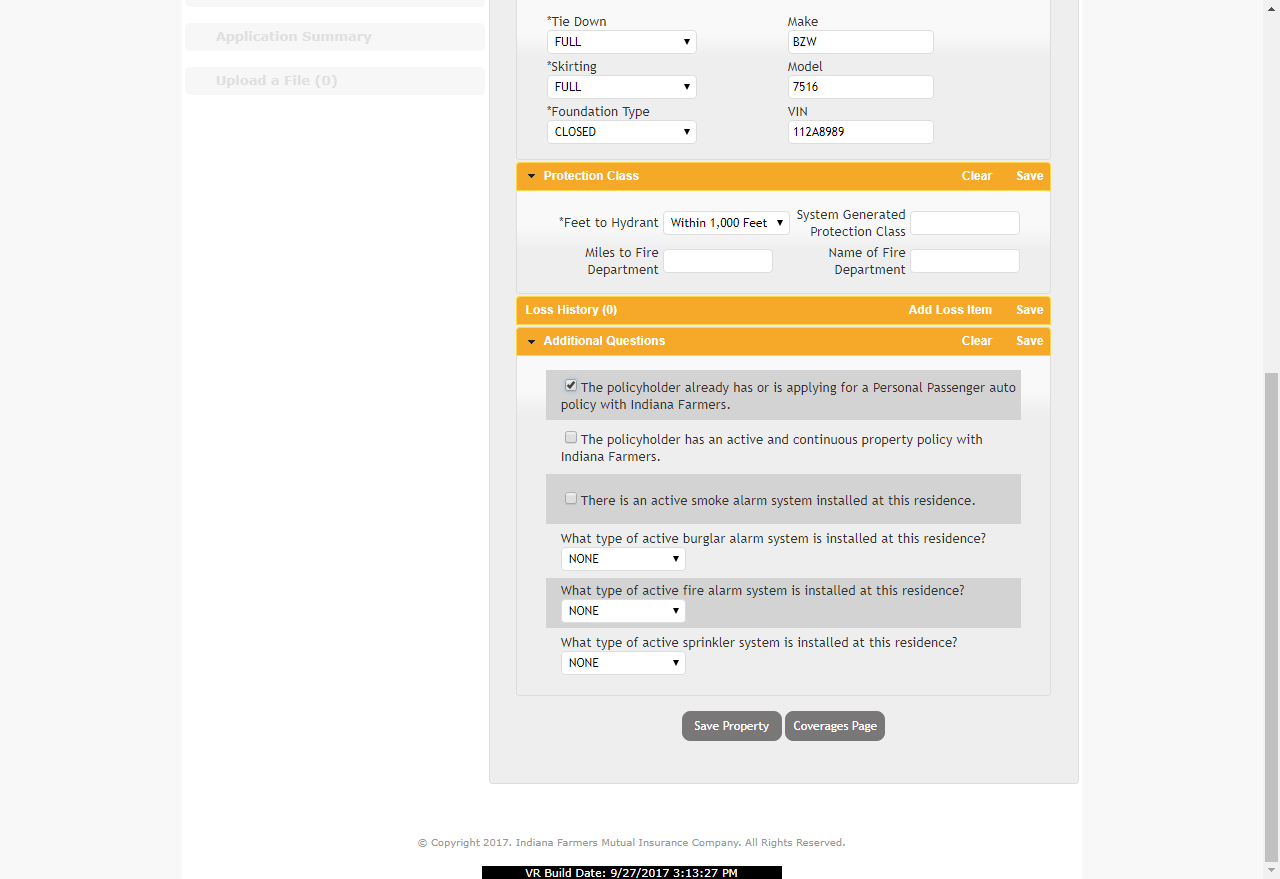 Application Summary
Upload a File (0)
*Tie Down
FULL
Make
BZW
*Skirting
FULL
Model
7516
*Foundation Type
CLOSED
VIN
112A8989
Protection Class
Clear
Save
*Feet to Hydrant
Within 1,000 Feet
System Generated
Protection Class
Miles to Fire
Department
Name of Fire
Department
Loss History (0)
Add Loss Item
Save
Additional Questions
Clear
Save
The policyholder already has or is applying for a Personal Passenger auto
policy with Indiana Farmers.
The policyholder has an active and continuous property policy with
Indiana Farmers.
There is an active smoke alarm system installed at this residence.
What type of active burglar alarm system is installed at this residence?
NONE
What type of active fire alarm system is installed at this residence?
NONE
What type of active sprinkler system is installed at this residence?
NONE
Save Property
Coverages Page
© Copyright 2017. Indiana Farmers Mutual Insurance Company. All Rights Reserved.
VR Build Date: 9/27/2017 3:13:27 PM